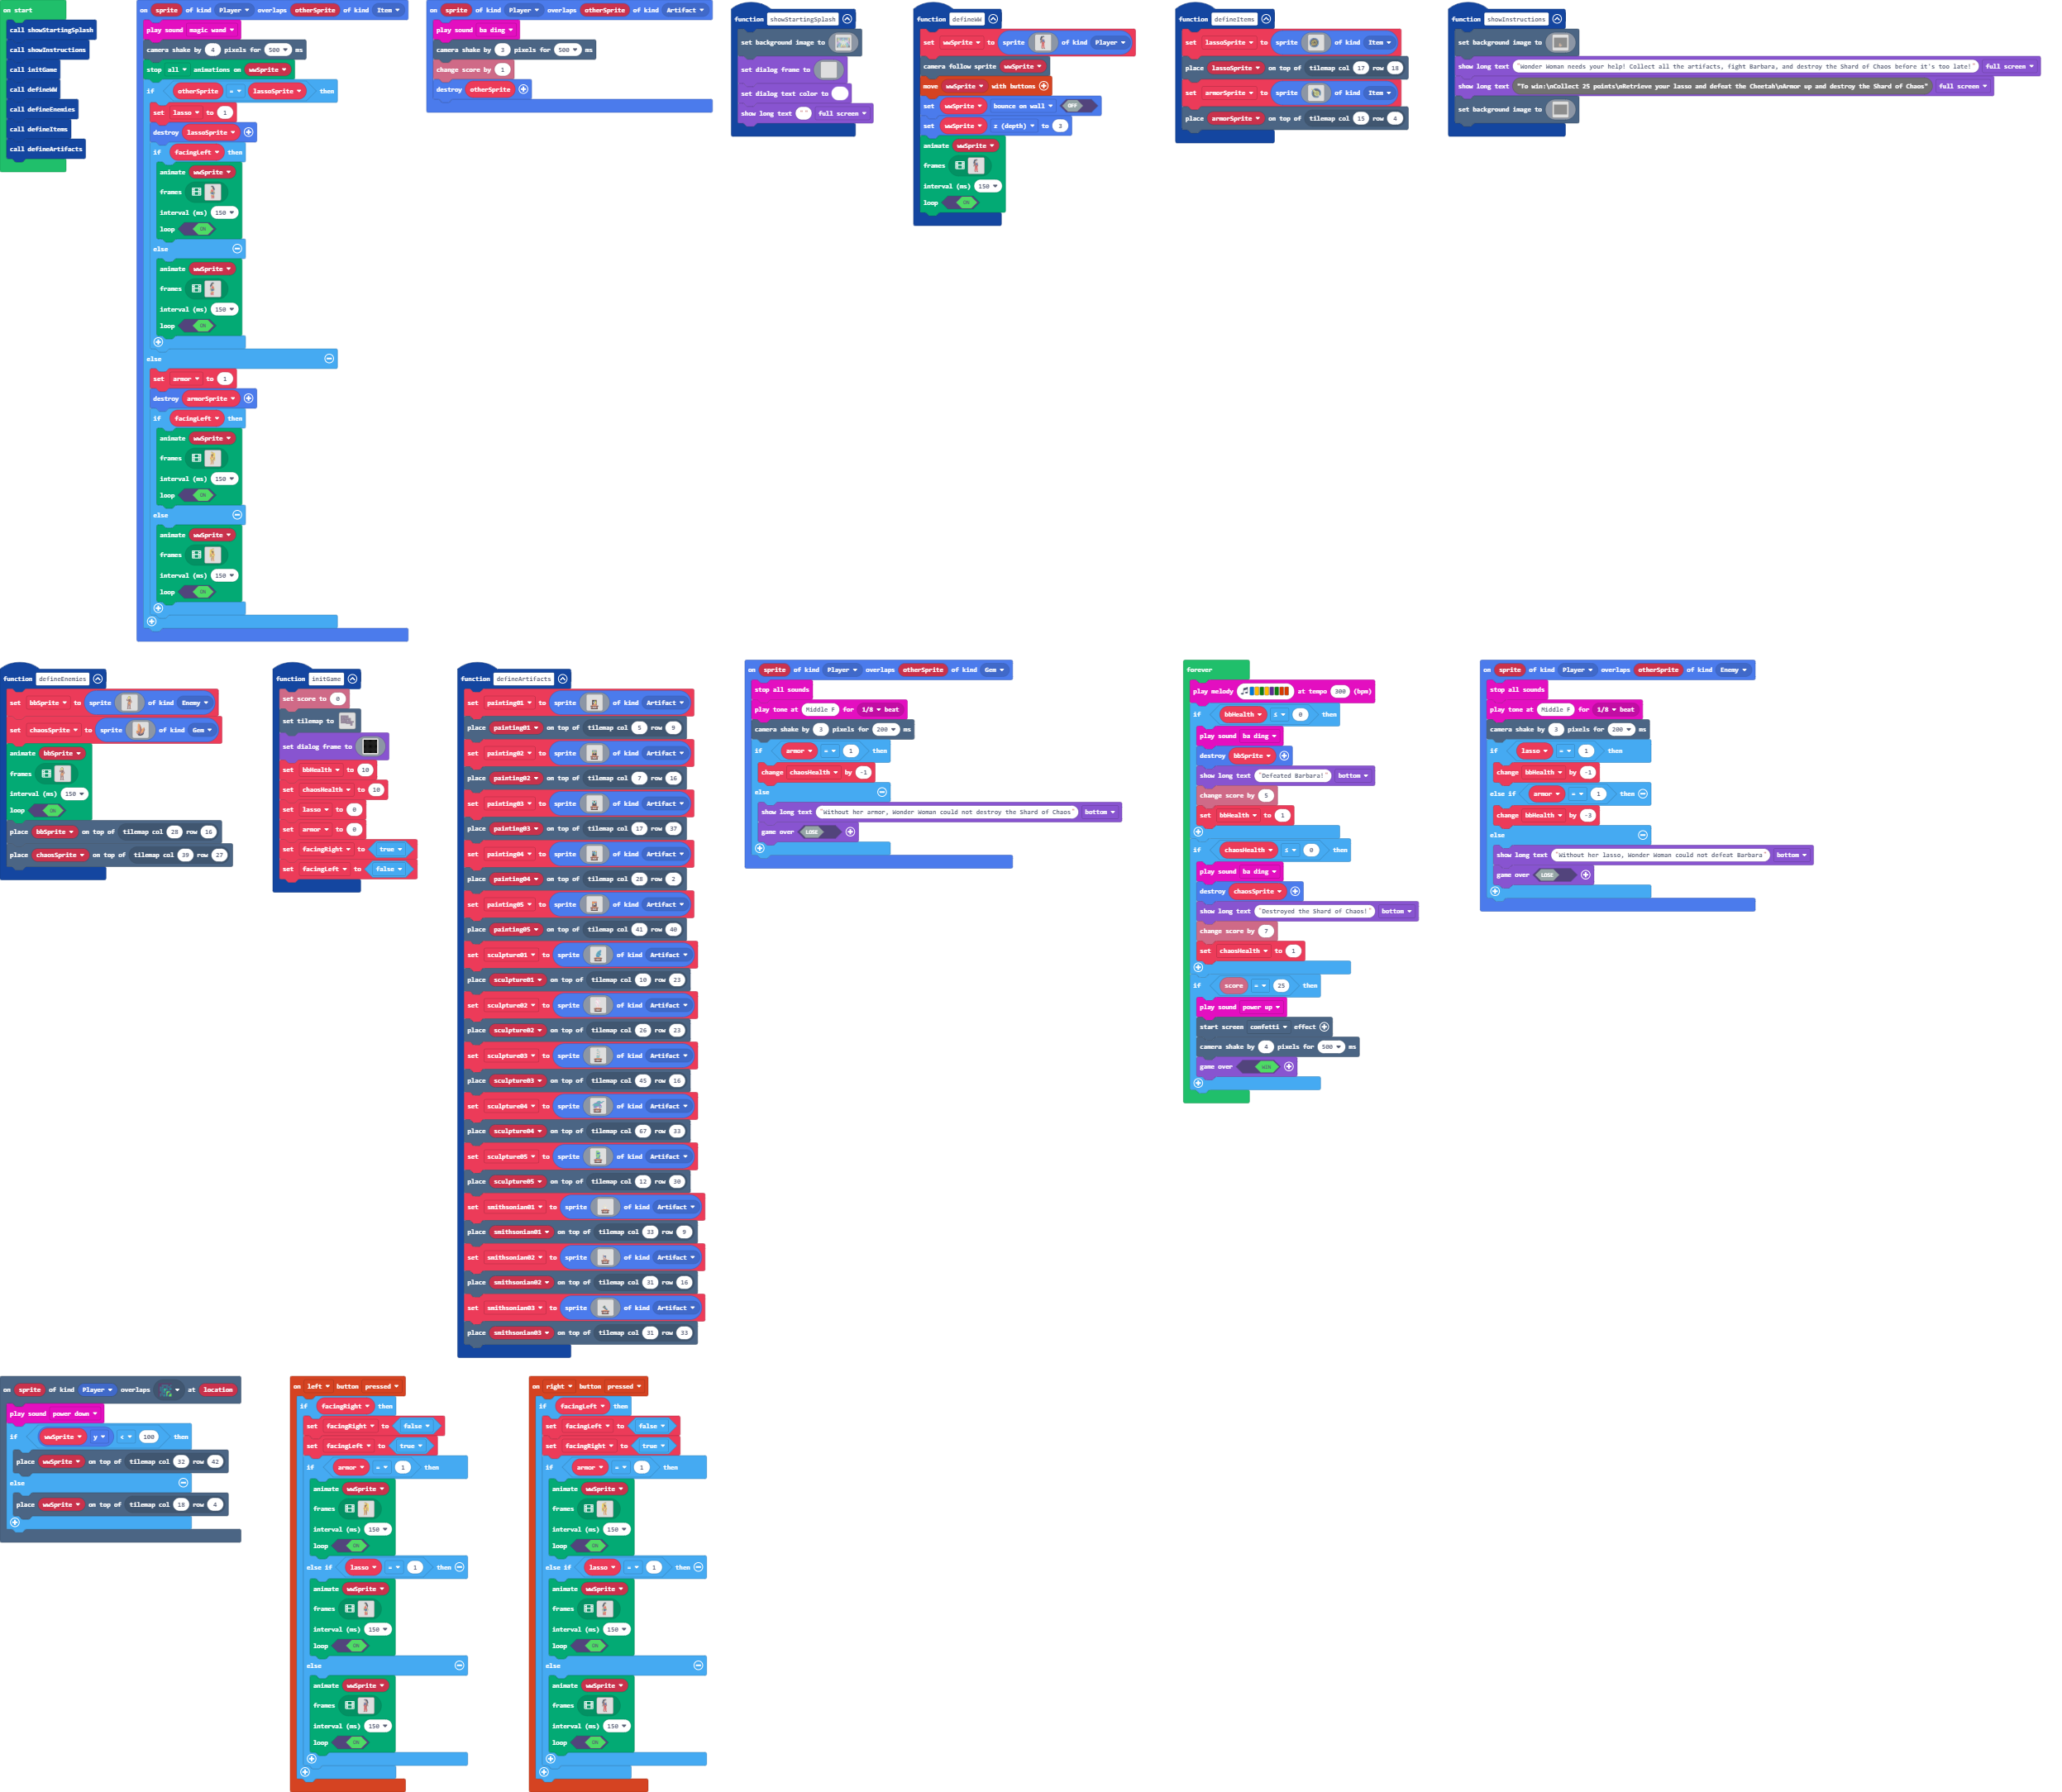 on start
call showStartingSplash
call showInstructions
call initGame
call defineWW
call defineEnemies
call defineItems
call defineArtifacts
on sprite of kind Player overlaps otherSprite of kind Item
play sound magic wand
camera shake by 4 pixels for 500 ms
stop all animations on wwSprite
if otherSprite = lassoSprite then
set lasso to 1
destroy lassoSprite
if facingLeft then
animate wwSprite
frames
interval (ms) 150
loop ON
else
animate wwSprite
frames
interval (ms) 150
loop ON
else
set armor to 1
destroy armorSprite
if facingLeft then
animate wwSprite
frames
interval (ms) 150
loop ON
else
animate wwSprite
frames
interval (ms) 150
loop ON
on sprite of kind Player overlaps otherSprite of kind Artifact
play sound ba ding
camera shake by 3 pixels for 500 ms
change score by 1
destroy otherSprite
function showStartingSplash
set background image to
set dialog frame to
set dialog text color to
show long text " " full screen
function defineWW
set wwSprite to sprite of kind Player
camera follow sprite wwSprite
move wwSprite with buttons
set wwSprite bounce on wall OFF
set wwSprite z (depth) to 3
animate wwSprite
frames
interval (ms) 150
loop ON
function defineItems
set lassoSprite to sprite of kind Item
place lassoSprite on top of tilemap col 17 row 18
set armorSprite to sprite of kind Item
place armorSprite on top of tilemap col 15 row 4
function showInstructions
set background image to
show long text "Wonder Woman needs your help! Collect all the artifacts, fight Barbara, and destroy the Shard of Chaos before it's too late!" full screen
show long text "To win:\nCollect 25 points\nRetrieve your lasso and defeat the Cheetah\nArmor up and destroy the Shard of Chaos" full screen
set background image to
function defineEnemies
set bbSprite to sprite of kind Enemy
set chaosSprite to sprite of kind Gem
animate bbSprite
frames
interval (ms) 150
loop ON
place bbSprite on top of tilemap col 28 row 16
place chaosSprite on top of tilemap col 39 row 27
function initGame
set score to 0
set tilemap to
set dialog frame to
set bbHealth to 10
set chaosHealth to 10
set lasso to 0
set armor to 0
set facingRight to true
set facingLeft to false
function defineArtifacts
set painting01 to sprite of kind Artifact
place painting01 on top of tilemap col 5 row 9
set painting02 to sprite of kind Artifact
place painting02 on top of tilemap col 7 row 16
set painting03 to sprite of kind Artifact
place painting03 on top of tilemap col 17 row 37
set painting04 to sprite of kind Artifact
place painting04 on top of tilemap col 28 row 2
set painting05 to sprite of kind Artifact
place painting05 on top of tilemap col 41 row 40
set sculpture01 to sprite of kind Artifact
place sculpture01 on top of tilemap col 10 row 23
set sculpture02 to sprite of kind Artifact
place sculpture02 on top of tilemap col 26 row 23
set sculpture03 to sprite of kind Artifact
place sculpture03 on top of tilemap col 45 row 16
set sculpture04 to sprite of kind Artifact
place sculpture04 on top of tilemap col 67 row 33
set sculpture05 to sprite of kind Artifact
place sculpture05 on top of tilemap col 12 row 30
set smithsonian01 to sprite of kind Artifact
place smithsonian01 on top of tilemap col 33 row 9
set smithsonian02 to sprite of kind Artifact
place smithsonian02 on top of tilemap col 31 row 16
set smithsonian03 to sprite of kind Artifact
place smithsonian03 on top of tilemap col 31 row 33
on sprite of kind Player overlaps otherSprite of kind Gem
stop all sounds
play tone at Middle F for 1/8 beat
camera shake by 3 pixels for 200 ms
if armor = 1 then
change chaosHealth by -1
else
show long text "Without her armor, Wonder Woman could not destroy the Shard of Chaos" bottom
game over LOSE
forever
play melody at tempo 300 (bpm)
if bbHealth ≤ 0 then
play sound ba ding
destroy bbSprite
show long text "Defeated Barbara!" bottom
change score by 5
set bbHealth to 1
if chaosHealth ≤ 0 then
play sound ba ding
destroy chaosSprite
show long text "Destroyed the Shard of Chaos!" bottom
change score by 7
set chaosHealth to 1
if score = 25 then
play sound power up
start screen confetti effect
camera shake by 4 pixels for 500 ms
game over WIN
on sprite of kind Player overlaps otherSprite of kind Enemy
stop all sounds
play tone at Middle F for 1/8 beat
camera shake by 3 pixels for 200 ms
if lasso = 1 then
change bbHealth by -1
else if armor = 1 then
change bbHealth by -3
else
show long text "Without her lasso, Wonder Woman could not defeat Barbara" bottom
game over LOSE
on sprite of kind Player overlaps at location
play sound power down
if wwSprite y < 100 then
place wwSprite on top of tilemap col 32 row 42
else
place wwSprite on top of tilemap col 18 row 4
on left button pressed
if facingRight then
set facingRight to false
set facingLeft to true
if armor = 1 then
animate wwSprite
frames
interval (ms) 150
loop ON
else if lasso = 1 then
animate wwSprite
frames
interval (ms) 150
loop ON
else
animate wwSprite
frames
interval (ms) 150
loop ON
on right button pressed
if facingLeft then
set facingLeft to false
set facingRight to true
if armor = 1 then
animate wwSprite
frames
interval (ms) 150
loop ON
else if lasso = 1 then
animate wwSprite
frames
interval (ms) 150
loop ON
else
animate wwSprite
frames
interval (ms) 150
loop ON